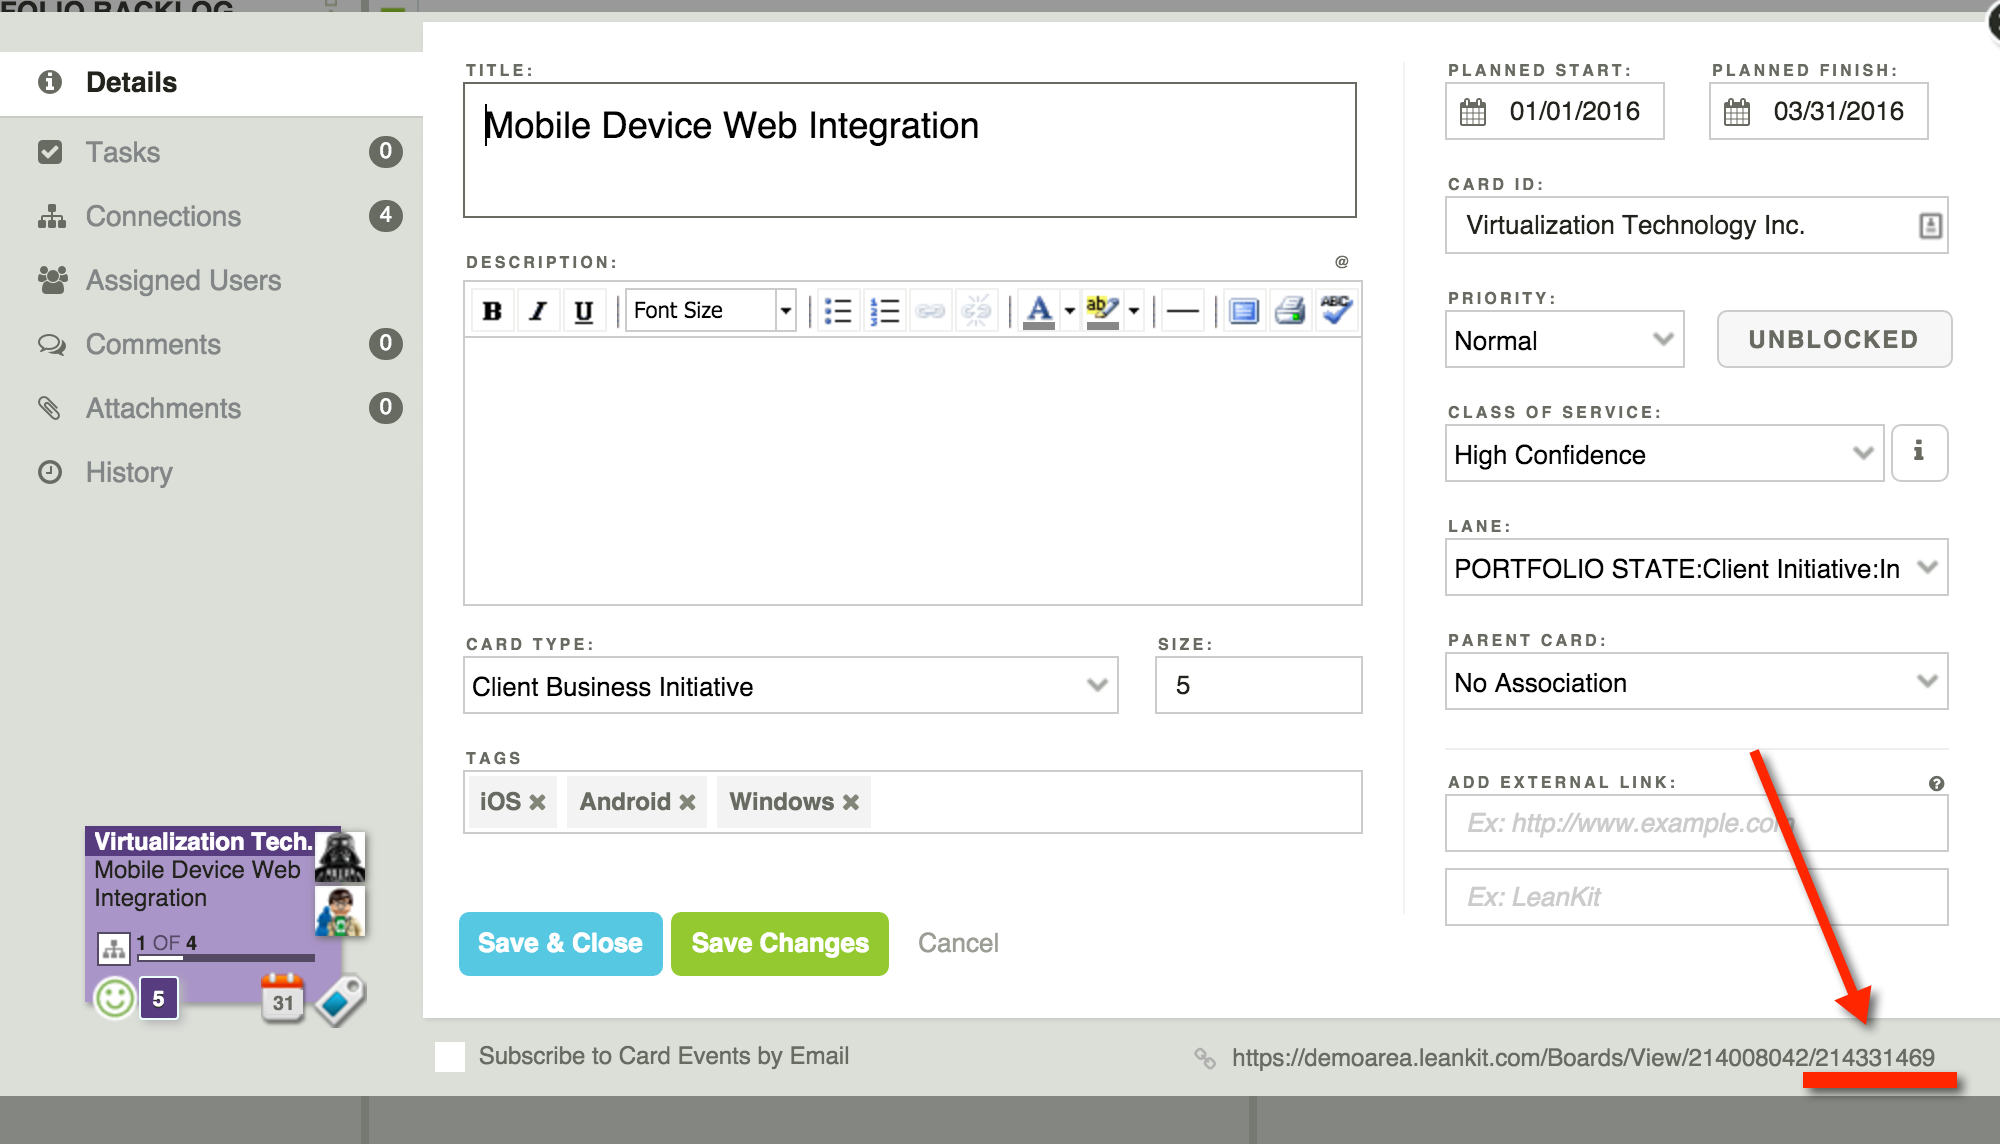 FOLIO BACKLOG
Details
Tasks 0
Connections 4
Assigned Users
Comments 0
Attachments 0
History
Virtualization Tech.
Mobile Device Web
Integration
1 OF 4
5
31
TITLE:
Mobile Device Web Integration
DESCRIPTION: @
B I U Font Size A ab ABC
CARD TYPE:
Client Business Initiative
SIZE:
5
TAGS
iOS Android Windows
Save & Close Save Changes Cancel
PLANNED START: PLANNED FINISH:
01/01/2016 03/31/2016
CARD ID:
Virtualization Technology Inc.
PRIORITY:
Normal UNBLOCKED
CLASS OF SERVICE:
High Confidence i
LANE:
PORTFOLIO STATE:Client Initiative:In
PARENT CARD:
No Association
ADD EXTERNAL LINK: ?
Ex: http://www.example.com
Ex: LeanKit
Subscribe to Card Events by Email
https://demoarea.leankit.com/Boards/View/214008042/214331469